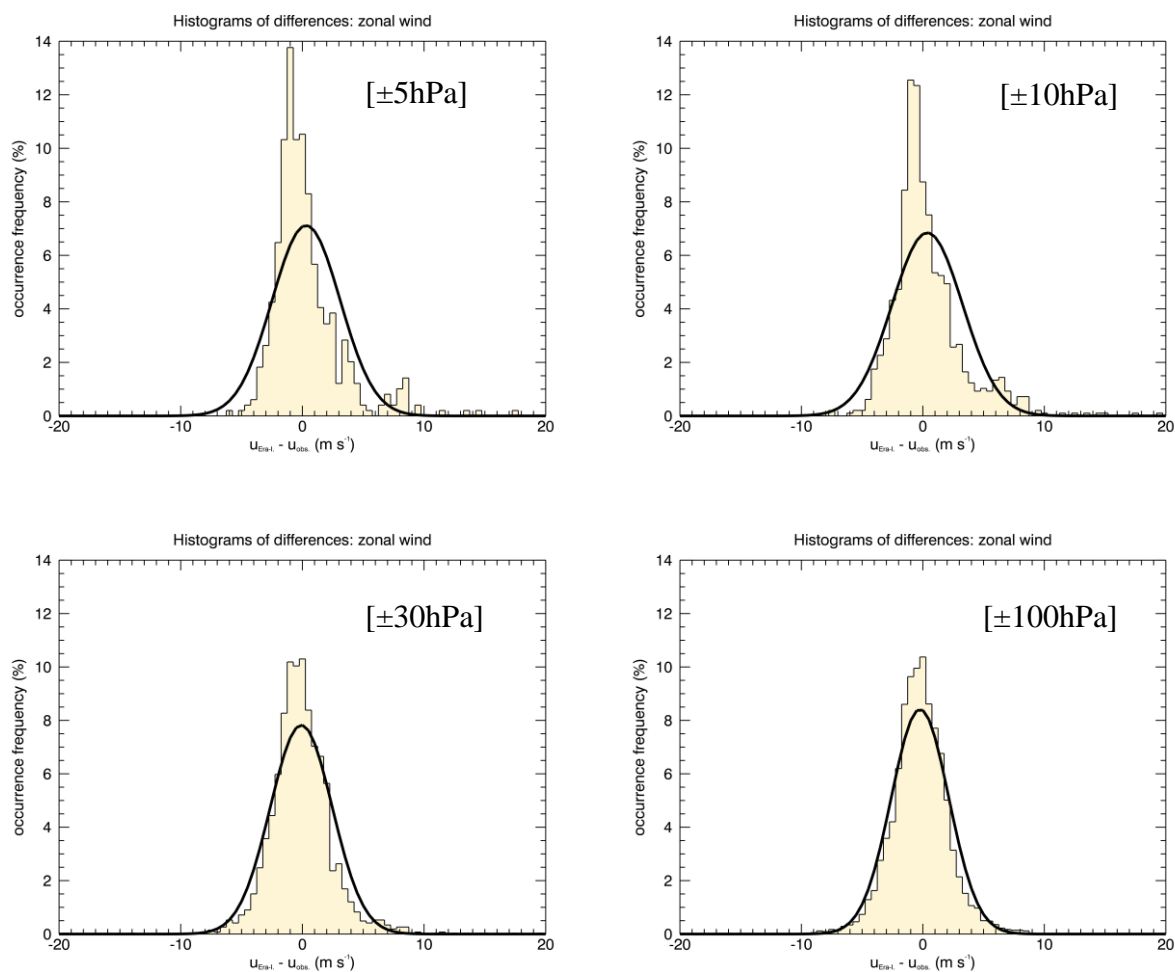 Histograms of differences: zonal wind
14
12
10
8
6
4
2
0
occurrence frequency (%)
[±5hPa]
-20 -10 0 10 20
u_Era-I. - u_obs. (m s⁻¹)
Histograms of differences: zonal wind
14
12
10
8
6
4
2
0
occurrence frequency (%)
[±10hPa]
-20 -10 0 10 20
u_Era-I. - u_obs. (m s⁻¹)
Histograms of differences: zonal wind
14
12
10
8
6
4
2
0
occurrence frequency (%)
[±30hPa]
-20 -10 0 10 20
u_Era-I. - u_obs. (m s⁻¹)
Histograms of differences: zonal wind
14
12
10
8
6
4
2
0
occurrence frequency (%)
[±100hPa]
-20 -10 0 10 20
u_Era-I. - u_obs. (m s⁻¹)